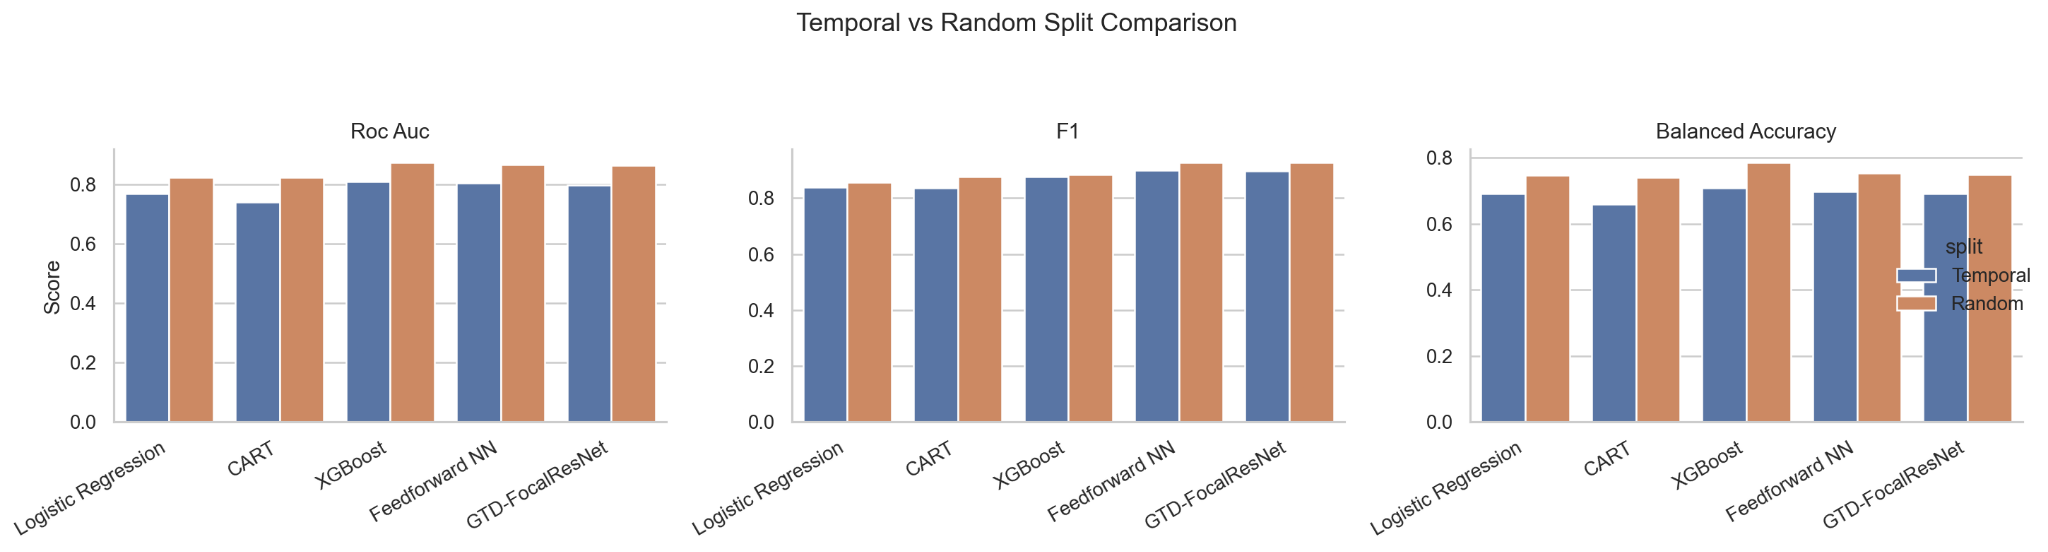 Temporal vs Random Split Comparison
Roc Auc
Score
0.8
0.6
0.4
0.2
0.0
Logistic Regression
CART
XGBoost
Feedforward NN
GTD-FocalResNet
F1
0.8
0.6
0.4
0.2
0.0
Logistic Regression
CART
XGBoost
Feedforward NN
GTD-FocalResNet
Balanced Accuracy
0.8
0.6
0.4
0.2
0.0
Logistic Regression
CART
XGBoost
Feedforward NN
GTD-FocalResNet
split
Temporal
Random